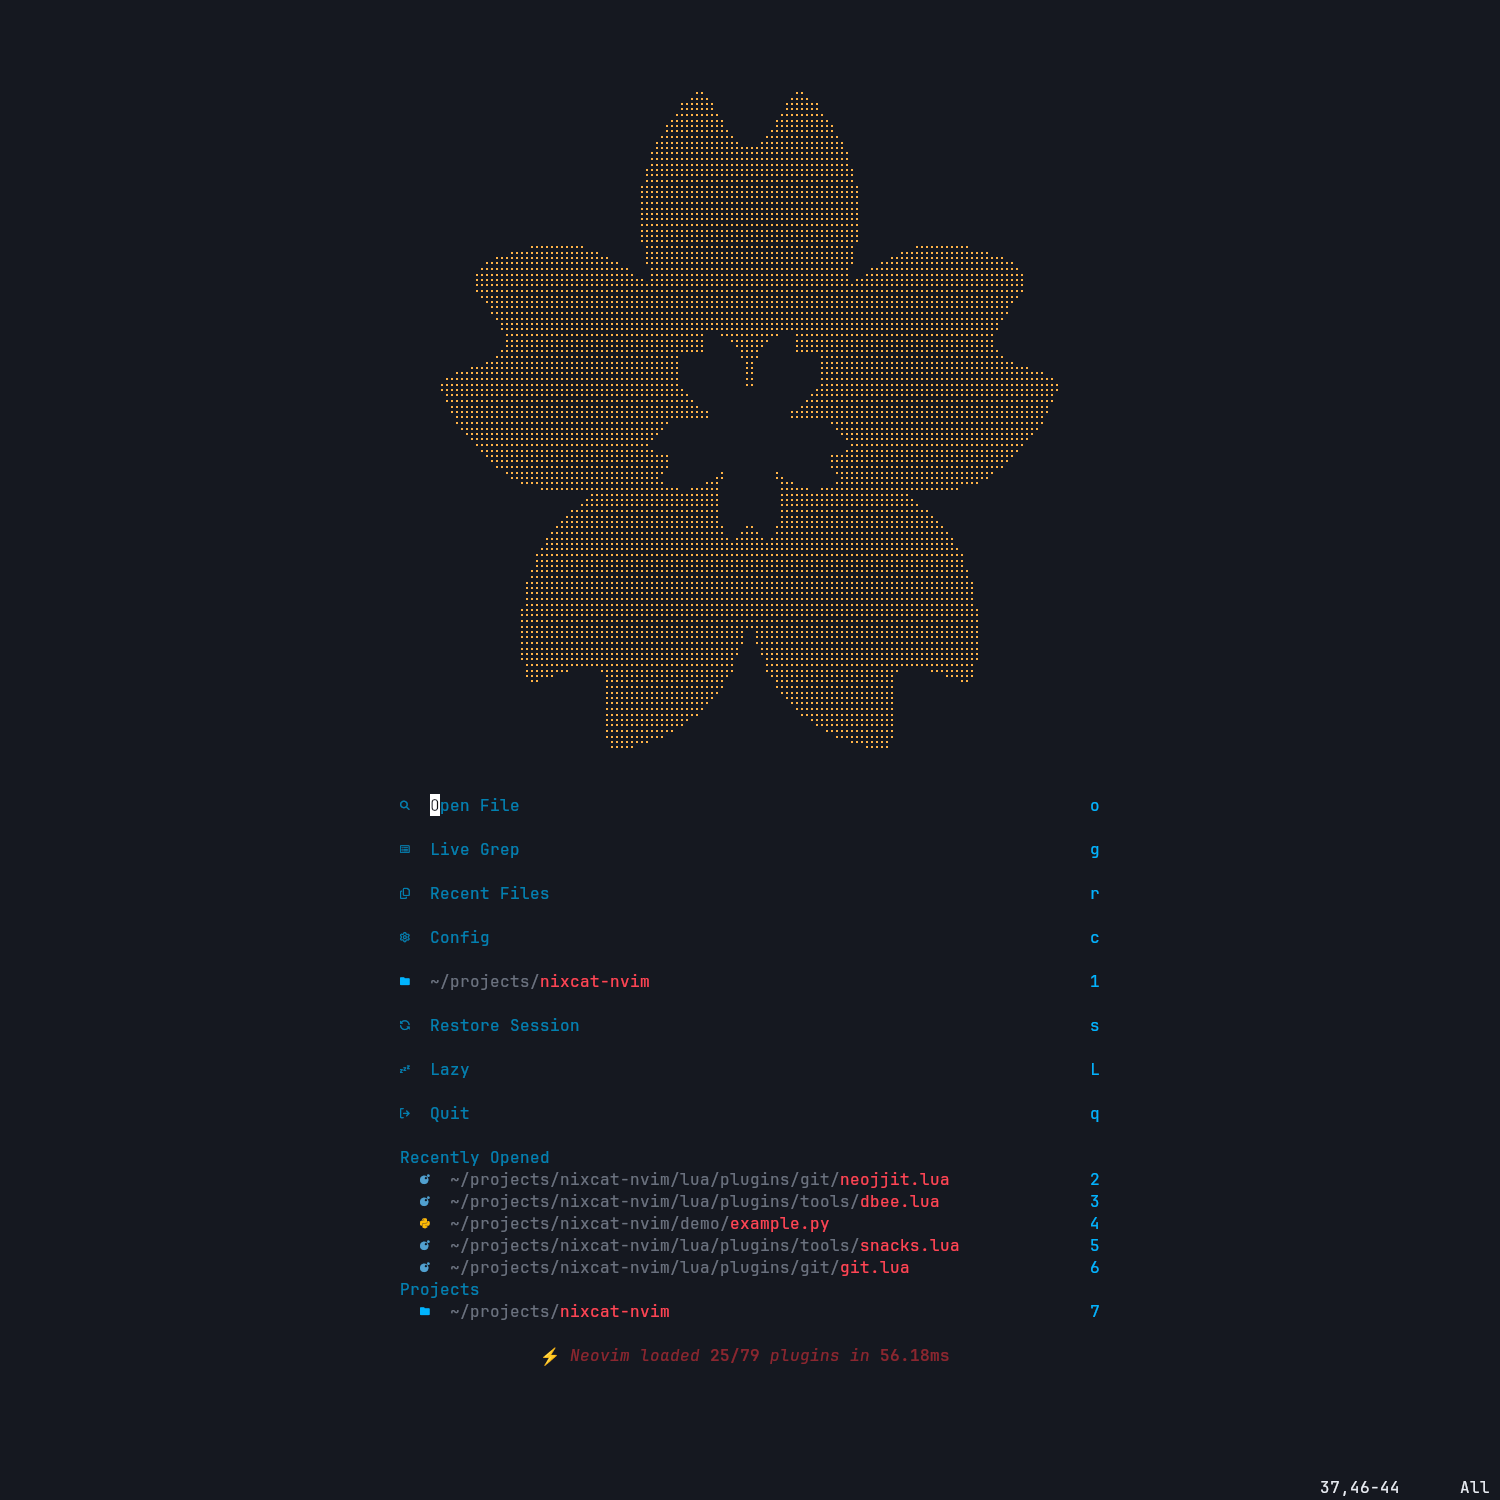 Open File o
Live Grep g
Recent Files r
Config c
~/projects/nixcat-nvim 1
Restore Session s
Lazy L
Quit q
Recently Opened
~/projects/nixcat-nvim/lua/plugins/git/neojjit.lua 2
~/projects/nixcat-nvim/lua/plugins/tools/dbee.lua 3
~/projects/nixcat-nvim/demo/example.py 4
~/projects/nixcat-nvim/lua/plugins/tools/snacks.lua 5
~/projects/nixcat-nvim/lua/plugins/git/git.lua 6
Projects
~/projects/nixcat-nvim 7
⚡ Neovim loaded 25/79 plugins in 56.18ms
37,46-44 All